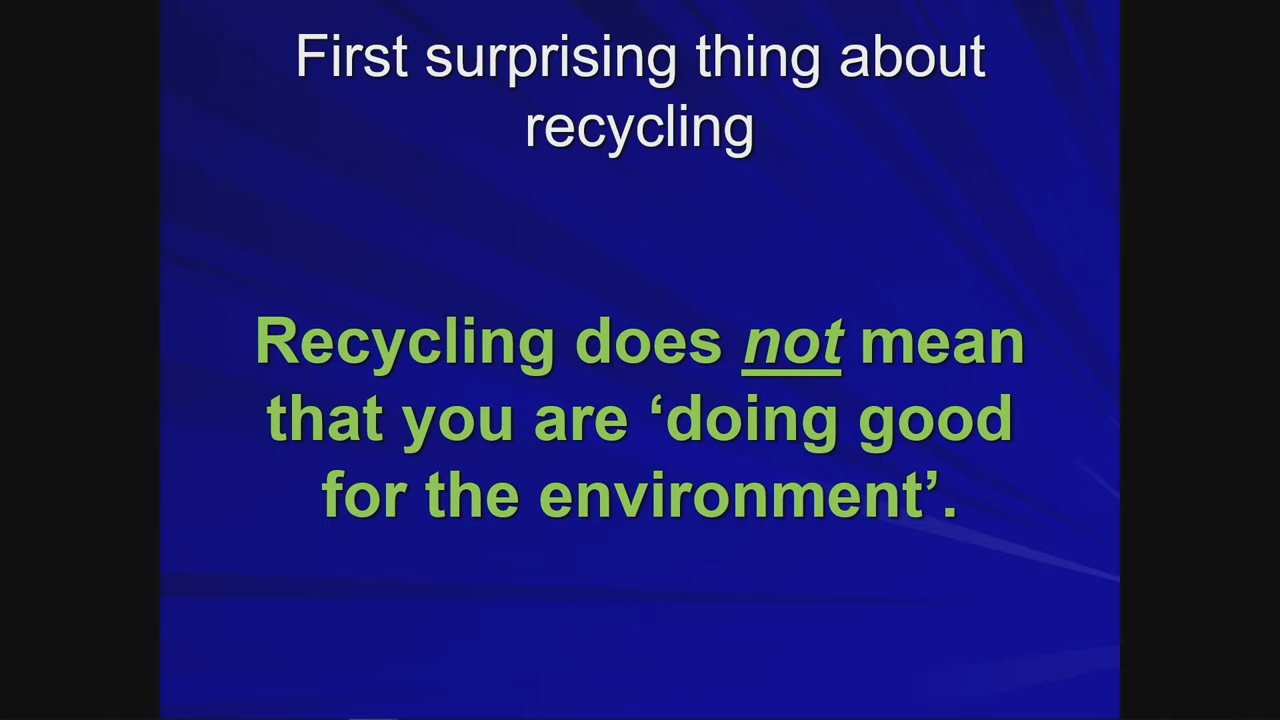 First surprising thing about
recycling
Recycling does not mean
that you are ‘doing good
for the environment’.